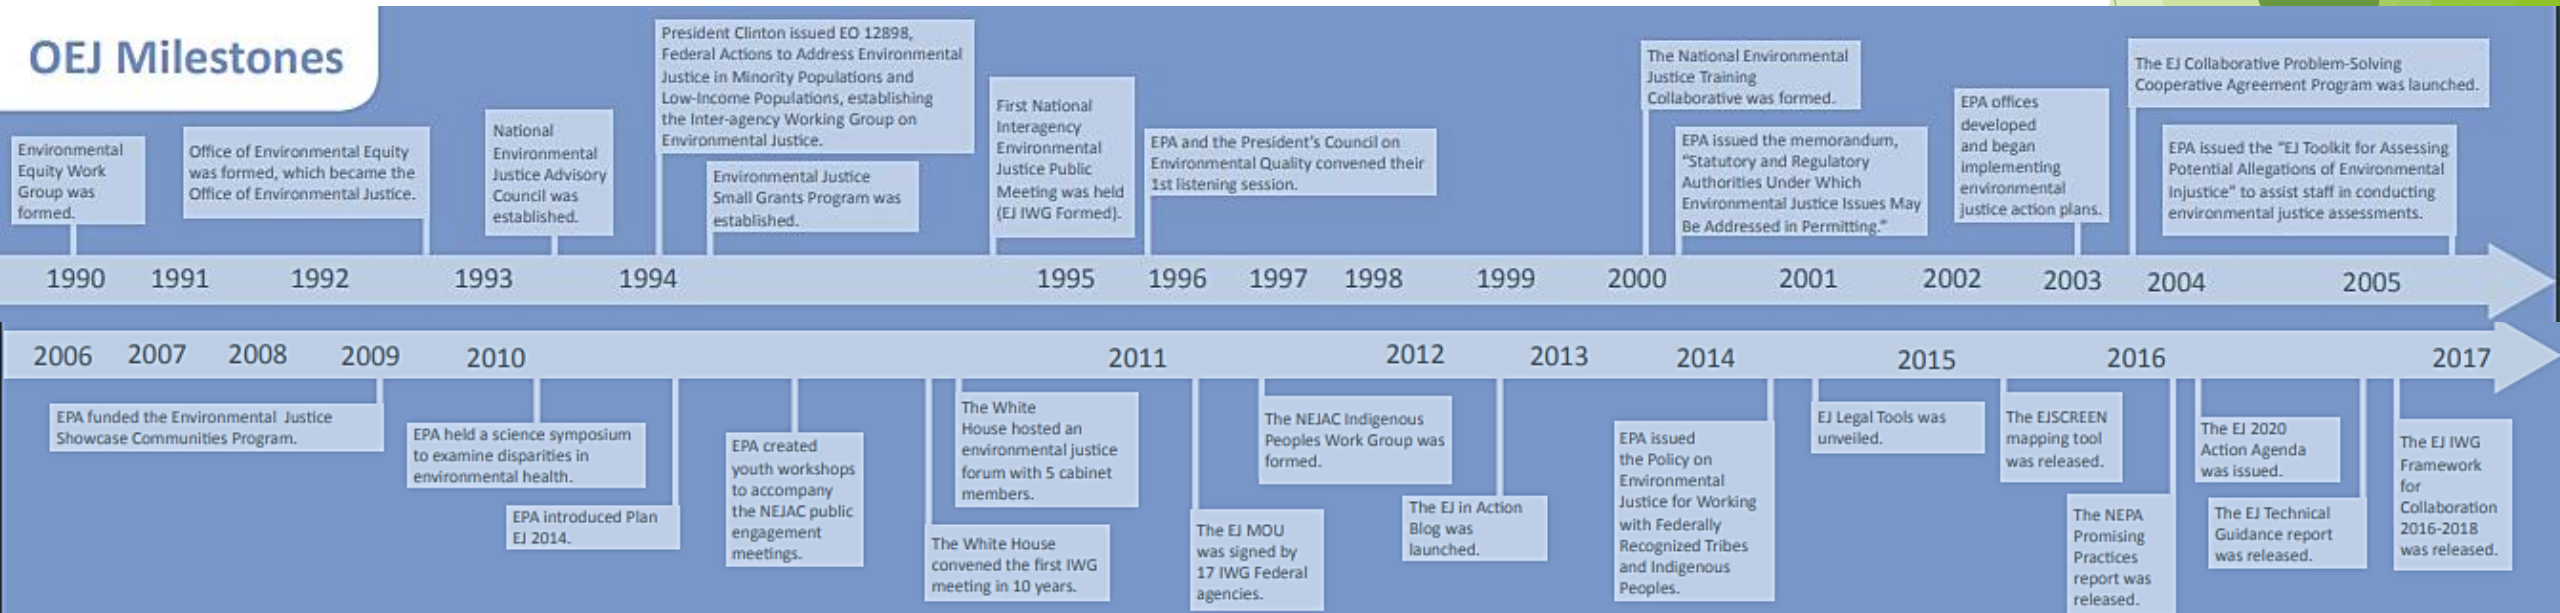 OEJ Milestones
Environmental
Equity Work
Group was
formed.
Office of Environmental Equity
was formed, which became the
Office of Environmental Justice.
National
Environmental
Justice Advisory
Council was
established.
President Clinton issued EO 12898,
Federal Actions to Address Environmental
Justice in Minority Populations and
Low-Income Populations, establishing
the Inter-agency Working Group on
Environmental Justice.
Environmental Justice
Small Grants Program was
established.
First National
Interagency
Environmental
Justice Public
Meeting was held
(EJ IWG Formed).
EPA and the President's Council on
Environmental Quality convened their
1st listening session.
The National Environmental
Justice Training
Collaborative was formed.
EPA issued the memorandum,
"Statutory and Regulatory
Authorities Under Which
Environmental Justice Issues May
Be Addressed in Permitting."
EPA offices
developed
and began
implementing
environmental
justice action plans.
The EJ Collaborative Problem-Solving
Cooperative Agreement Program was launched.
EPA issued the "EJ Toolkit for Assessing
Potential Allegations of Environmental
Injustice" to assist staff in conducting
environmental justice assessments.
1990 1991 1992 1993 1994 1995 1996 1997 1998 1999 2000 2001 2002 2003 2004 2005
2006 2007 2008 2009 2010 2011 2012 2013 2014 2015 2016 2017
EPA funded the Environmental Justice
Showcase Communities Program.
EPA held a science symposium
to examine disparities in
environmental health.
EPA introduced Plan
EJ 2014.
EPA created
youth workshops
to accompany
the NEJAC public
engagement
meetings.
The White
House hosted an
environmental justice
forum with 5 cabinet
members.
The White House
convened the first IWG
meeting in 10 years.
The EJ MOU
was signed by
17 IWG Federal
agencies.
The NEJAC Indigenous
Peoples Work Group was
formed.
The EJ in Action
Blog was
launched.
EPA issued
the Policy on
Environmental
Justice for Working
with Federally
Recognized Tribes
and Indigenous
Peoples.
EJ Legal Tools was
unveiled.
The EJSCREEN
mapping tool
was released.
The NEPA
Promising
Practices
report was
released.
The EJ 2020
Action Agenda
was issued.
The EJ Technical
Guidance report
was released.
The EJ IWG
Framework
for
Collaboration
2016-2018
was released.